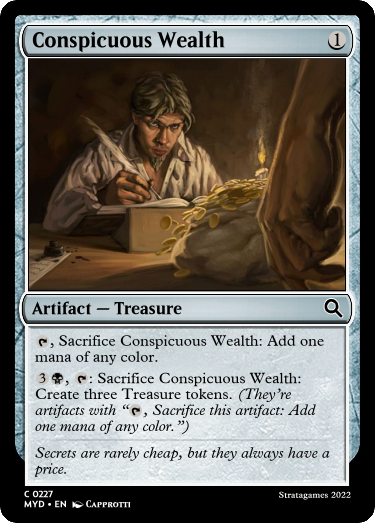 Conspicuous Wealth 1
Artifact — Treasure
, Sacrifice Conspicuous Wealth: Add one
mana of any color.
3 , : Sacrifice Conspicuous Wealth:
Create three Treasure tokens. (They're
artifacts with “ , Sacrifice this artifact: Add
one mana of any color.”)
Secrets are rarely cheap, but they always have a
price.
C 0227
MYD • EN Caprotti
Stratagames 2022